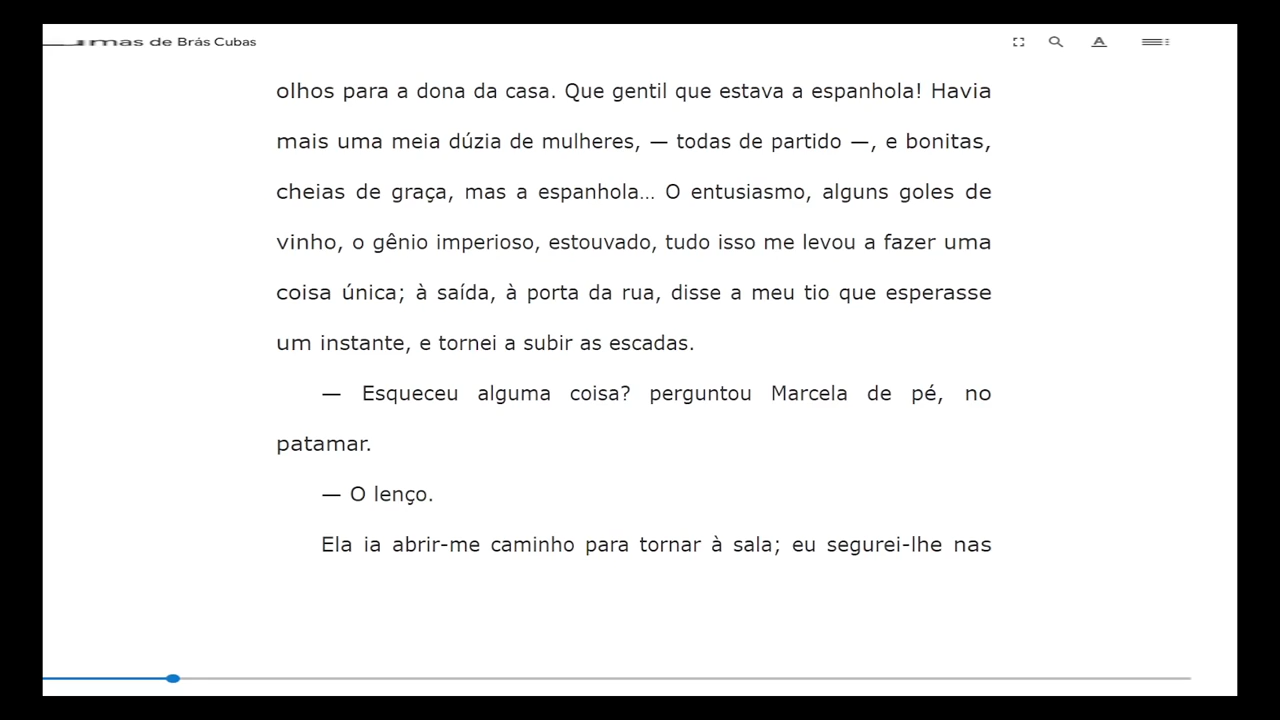 de Brás Cubas
olhos para a dona da casa. Que gentil que estava a espanhola! Havia
mais uma meia dúzia de mulheres, — todas de partido —, e bonitas,
cheias de graça, mas a espanhola... O entusiasmo, alguns goles de
vinho, o gênio imperioso, estouvado, tudo isso me levou a fazer uma
coisa única; à saída, à porta da rua, disse a meu tio que esperasse
um instante, e tornei a subir as escadas.
— Esqueceu alguma coisa? perguntou Marcela de pé, no
patamar.
— O lenço.
Ela ia abrir-me caminho para tornar à sala; eu segurei-lhe nas